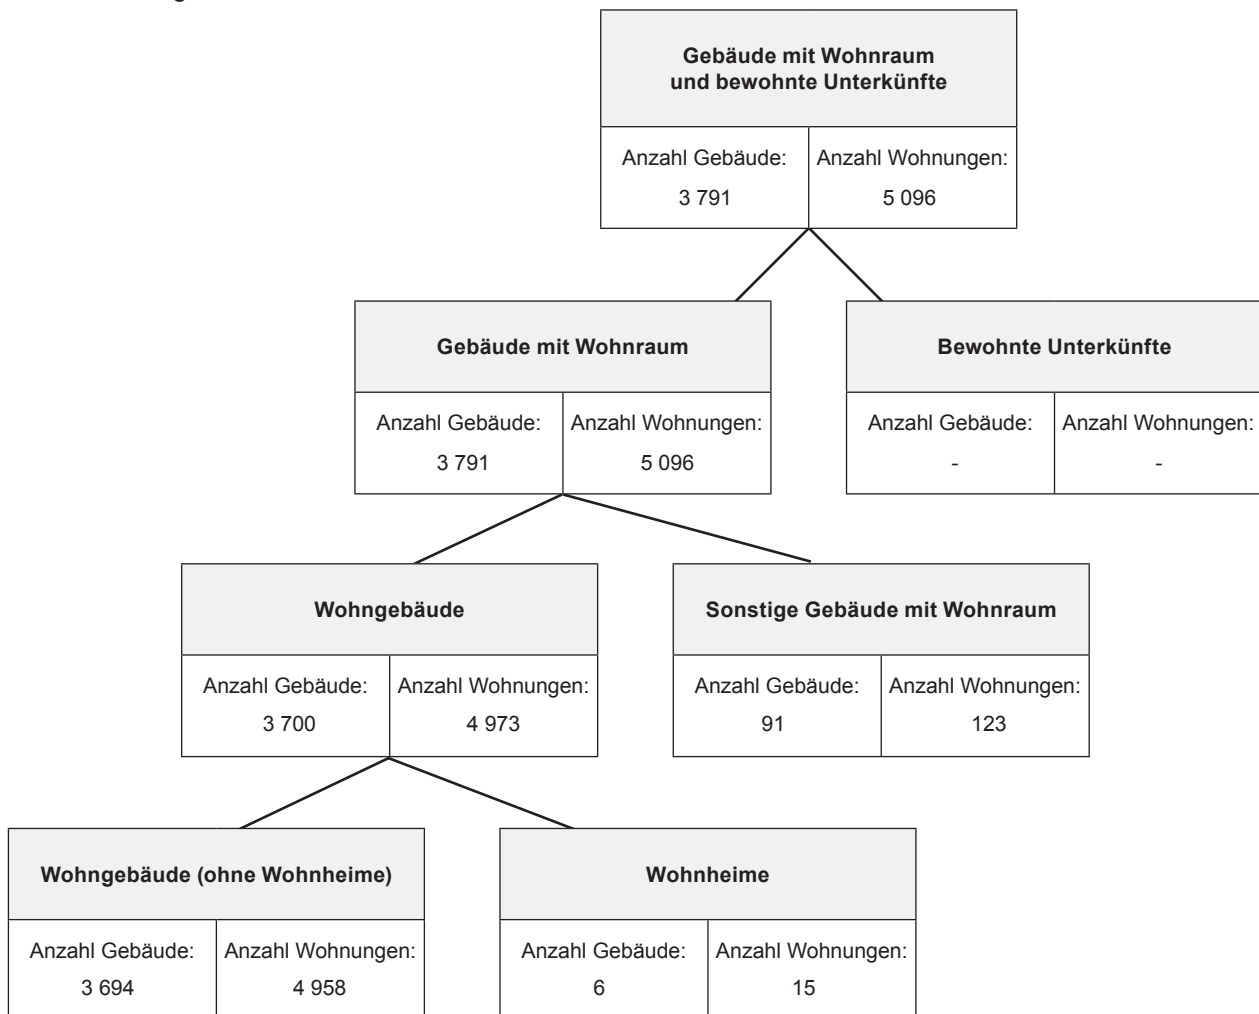 Gebäude mit Wohnraum
und bewohnte Unterkünfte
Anzahl Gebäude: Anzahl Wohnungen:
3 791 5 096
Gebäude mit Wohnraum
Anzahl Gebäude: Anzahl Wohnungen:
3 791 5 096
Bewohnte Unterkünfte
Anzahl Gebäude: Anzahl Wohnungen:
- -
Wohngebäude
Anzahl Gebäude: Anzahl Wohnungen:
3 700 4 973
Sonstige Gebäude mit Wohnraum
Anzahl Gebäude: Anzahl Wohnungen:
91 123
Wohngebäude (ohne Wohnheime)
Anzahl Gebäude: Anzahl Wohnungen:
3 694 4 958
Wohnheime
Anzahl Gebäude: Anzahl Wohnungen:
6 15